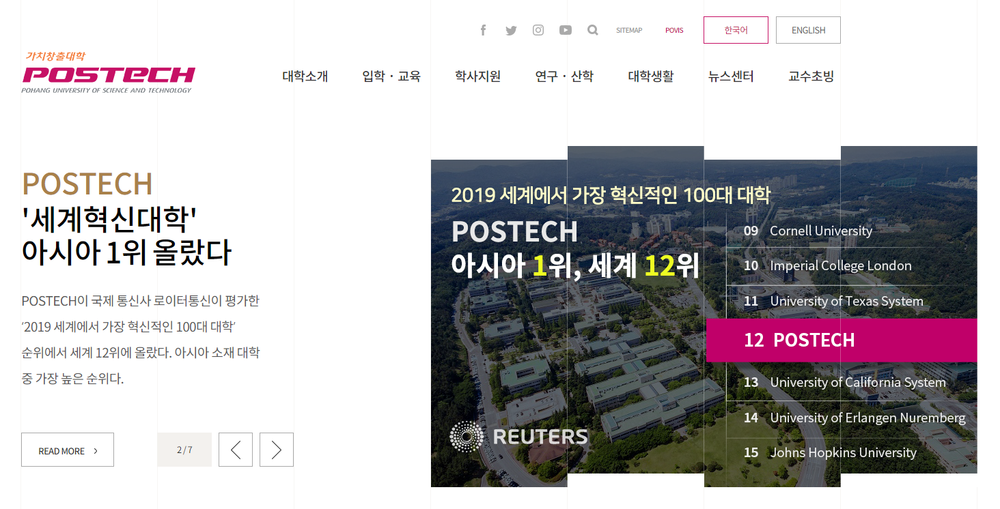 SITEMAP
POVIS
한국어
ENGLISH
가치창출대학
POSTECH
POHANG UNIVERSITY OF SCIENCE AND TECHNOLOGY
대학소개
입학 · 교육
학사지원
연구 · 산학
대학생활
뉴스센터
교수초빙
POSTECH
'세계혁신대학'
아시아 1위 올랐다
POSTECH이 국제 통신사 로이터통신이 평가한
‘2019 세계에서 가장 혁신적인 100대 대학’
순위에서 세계 12위에 올랐다. 아시아 소재 대학
중 가장 높은 순위다.
READ MORE
2 / 7
2019 세계에서 가장 혁신적인 100대 대학
POSTECH
아시아 1위, 세계 12위
09 Cornell University
10 Imperial College London
11 University of Texas System
12 POSTECH
13 University of California System
14 University of Erlangen Nuremberg
15 Johns Hopkins University
REUTERS